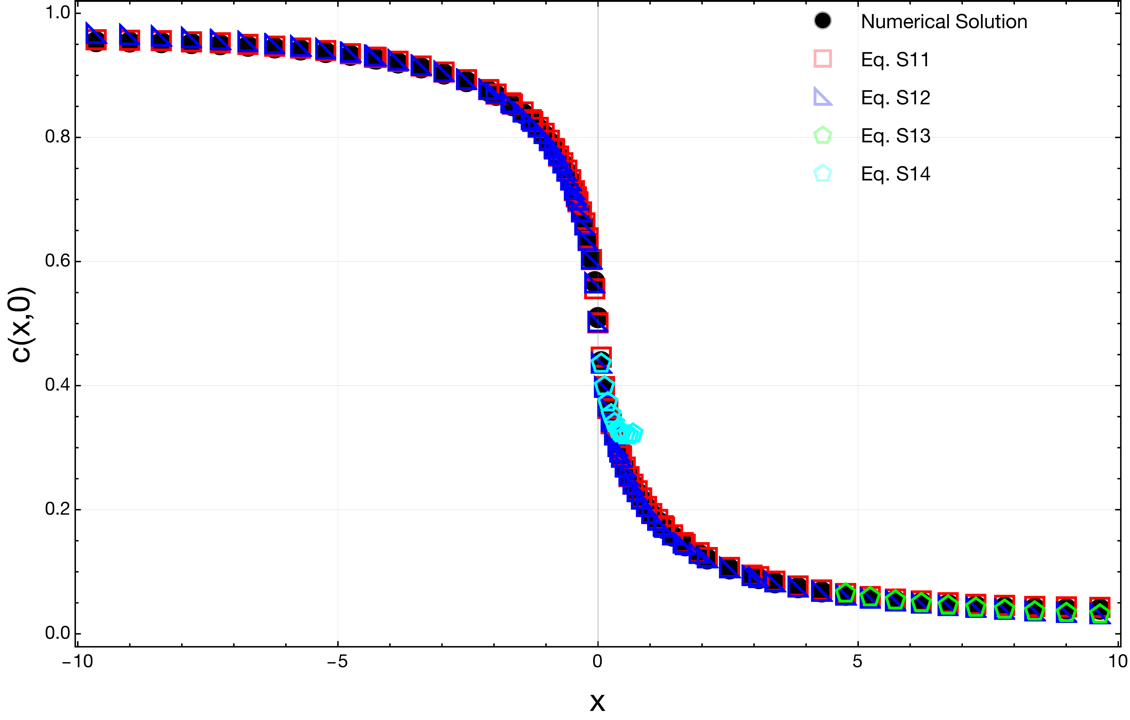 1.0
0.8
0.6
0.4
0.2
0.0
c(x,0)
−10
−5
0
5
10
x
Numerical Solution
Eq. S11
Eq. S12
Eq. S13
Eq. S14